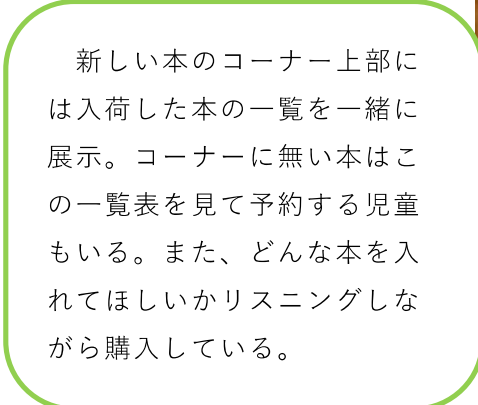 新しい本のコーナー上部に
は入荷した本の一覧を一緒に
展示。コーナーに無い本はこ
の一覧表を見て予約する児童
もいる。また、どんな本を入
れてほしいかリスニングしな
がら購入している。